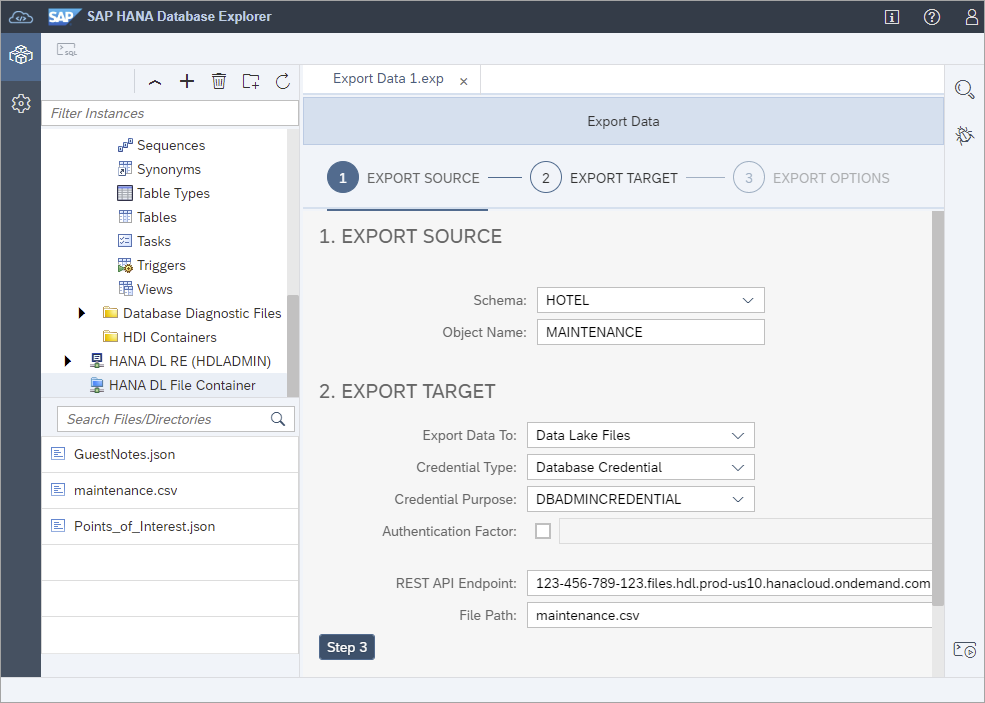 SAP SAP HANA Database Explorer
SQL
Export Data 1.exp
Filter Instances
Export Data
Sequences
Synonyms
Table Types
Tables
Tasks
Triggers
Views
Database Diagnostic Files
HDI Containers
HANA DL RE (HDLADMIN)
HANA DL File Container
Search Files/Directories
GuestNotes.json
maintenance.csv
Points_of_Interest.json
1 EXPORT SOURCE 2 EXPORT TARGET 3 EXPORT OPTIONS
1. EXPORT SOURCE
Schema: HOTEL
Object Name: MAINTENANCE
2. EXPORT TARGET
Export Data To: Data Lake Files
Credential Type: Database Credential
Credential Purpose: DBADMINCREDENTIAL
Authentication Factor:
REST API Endpoint: 123-456-789-123.files.hdl.prod-us10.hanacloud.ondemand.com
File Path: maintenance.csv
Step 3